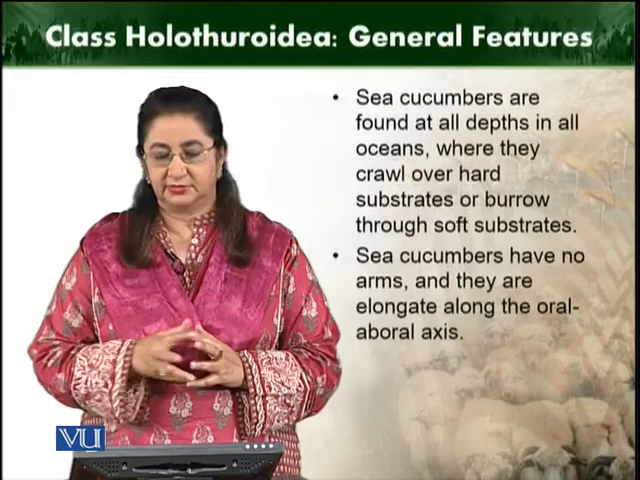 Class Holothuroidea: General Features
• Sea cucumbers are
found at all depths in all
oceans, where they
crawl over hard
substrates or burrow
through soft substrates.
• Sea cucumbers have no
arms, and they are
elongate along the oral-
aboral axis.
VU